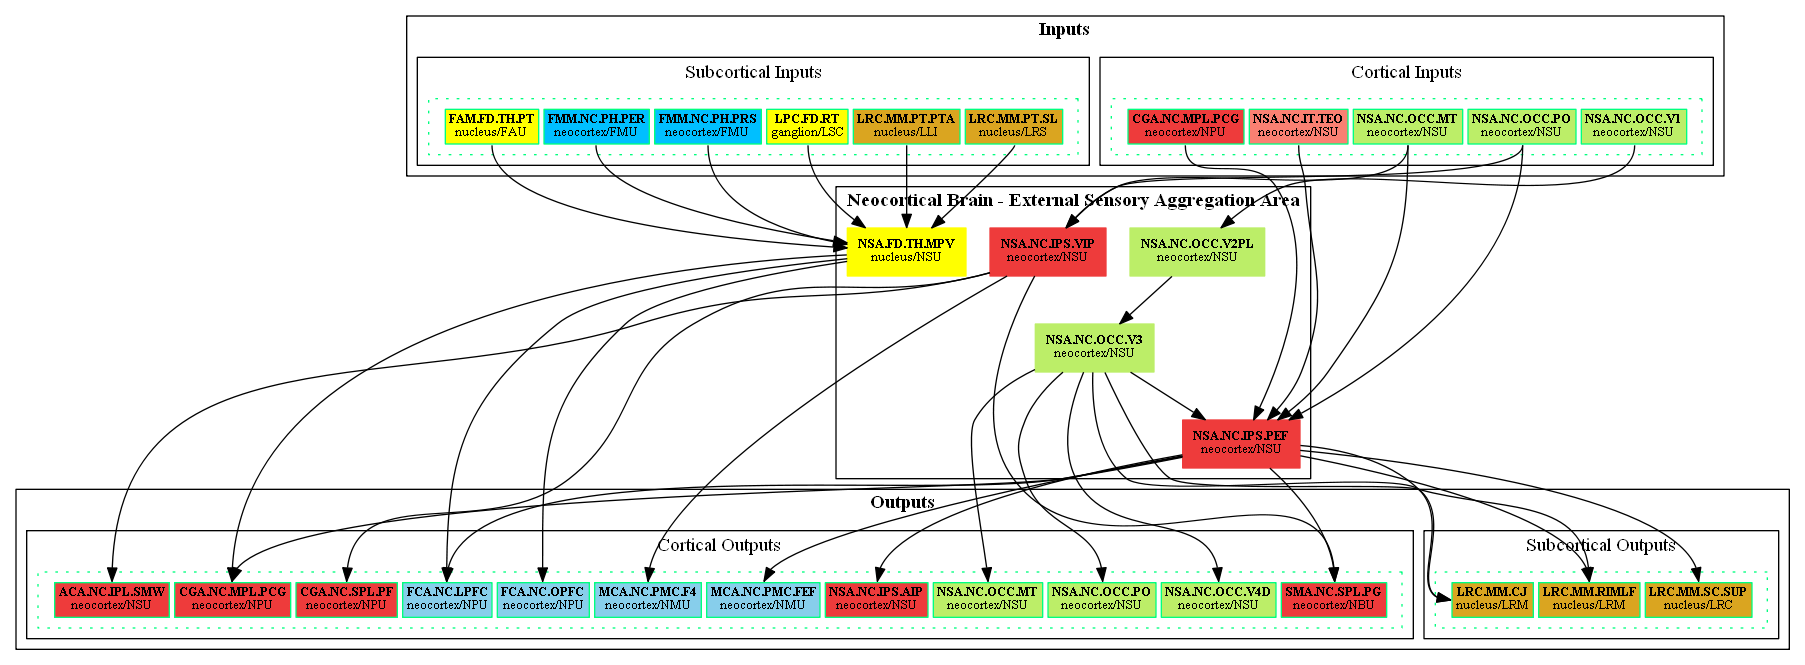 Inputs
Subcortical Inputs
Cortical Inputs
FAM.FD.TH.PT
nucleus/FAU
FMM.NC.PH.PER
neocortex/FMU
FMM.NC.PH.PRS
neocortex/FMU
LPC.FD.RT
ganglion/LSC
LRC.MM.PT.PTA
nucleus/LLI
LRC.MM.PT.SL
nucleus/LRS
CGA.NC.MPL.PCG
neocortex/NPU
NSA.NC.IT.TEO
neocortex/NSU
NSA.NC.OCC.MT
neocortex/NSU
NSA.NC.OCC.PO
neocortex/NSU
NSA.NC.OCC.V1
neocortex/NSU
Neocortical Brain - External Sensory Aggregation Area
NSA.FD.TH.MPV
nucleus/NSU
NSA.NC.IPS.VIP
neocortex/NSU
NSA.NC.OCC.V2PL
neocortex/NSU
NSA.NC.OCC.V3
neocortex/NSU
NSA.NC.IPS.PEF
neocortex/NSU
Outputs
Cortical Outputs
Subcortical Outputs
ACA.NC.IPL.SMW
neocortex/NSU
CGA.NC.MPL.PCG
neocortex/NPU
CGA.NC.SPL.PF
neocortex/NPU
FCA.NC.LPFC
neocortex/NPU
FCA.NC.OPFC
neocortex/NPU
MCA.NC.PMC.F4
neocortex/NMU
MCA.NC.PMC.FEF
neocortex/NMU
NSA.NC.IPS.AIP
neocortex/NSU
NSA.NC.OCC.MT
neocortex/NSU
NSA.NC.OCC.PO
neocortex/NSU
NSA.NC.OCC.V4D
neocortex/NSU
SMA.NC.SPL.PG
neocortex/NBU
LRC.MM.CJ
nucleus/LRM
LRC.MM.RIMLF
nucleus/LRM
LRC.MM.SC.SUP
nucleus/LRC